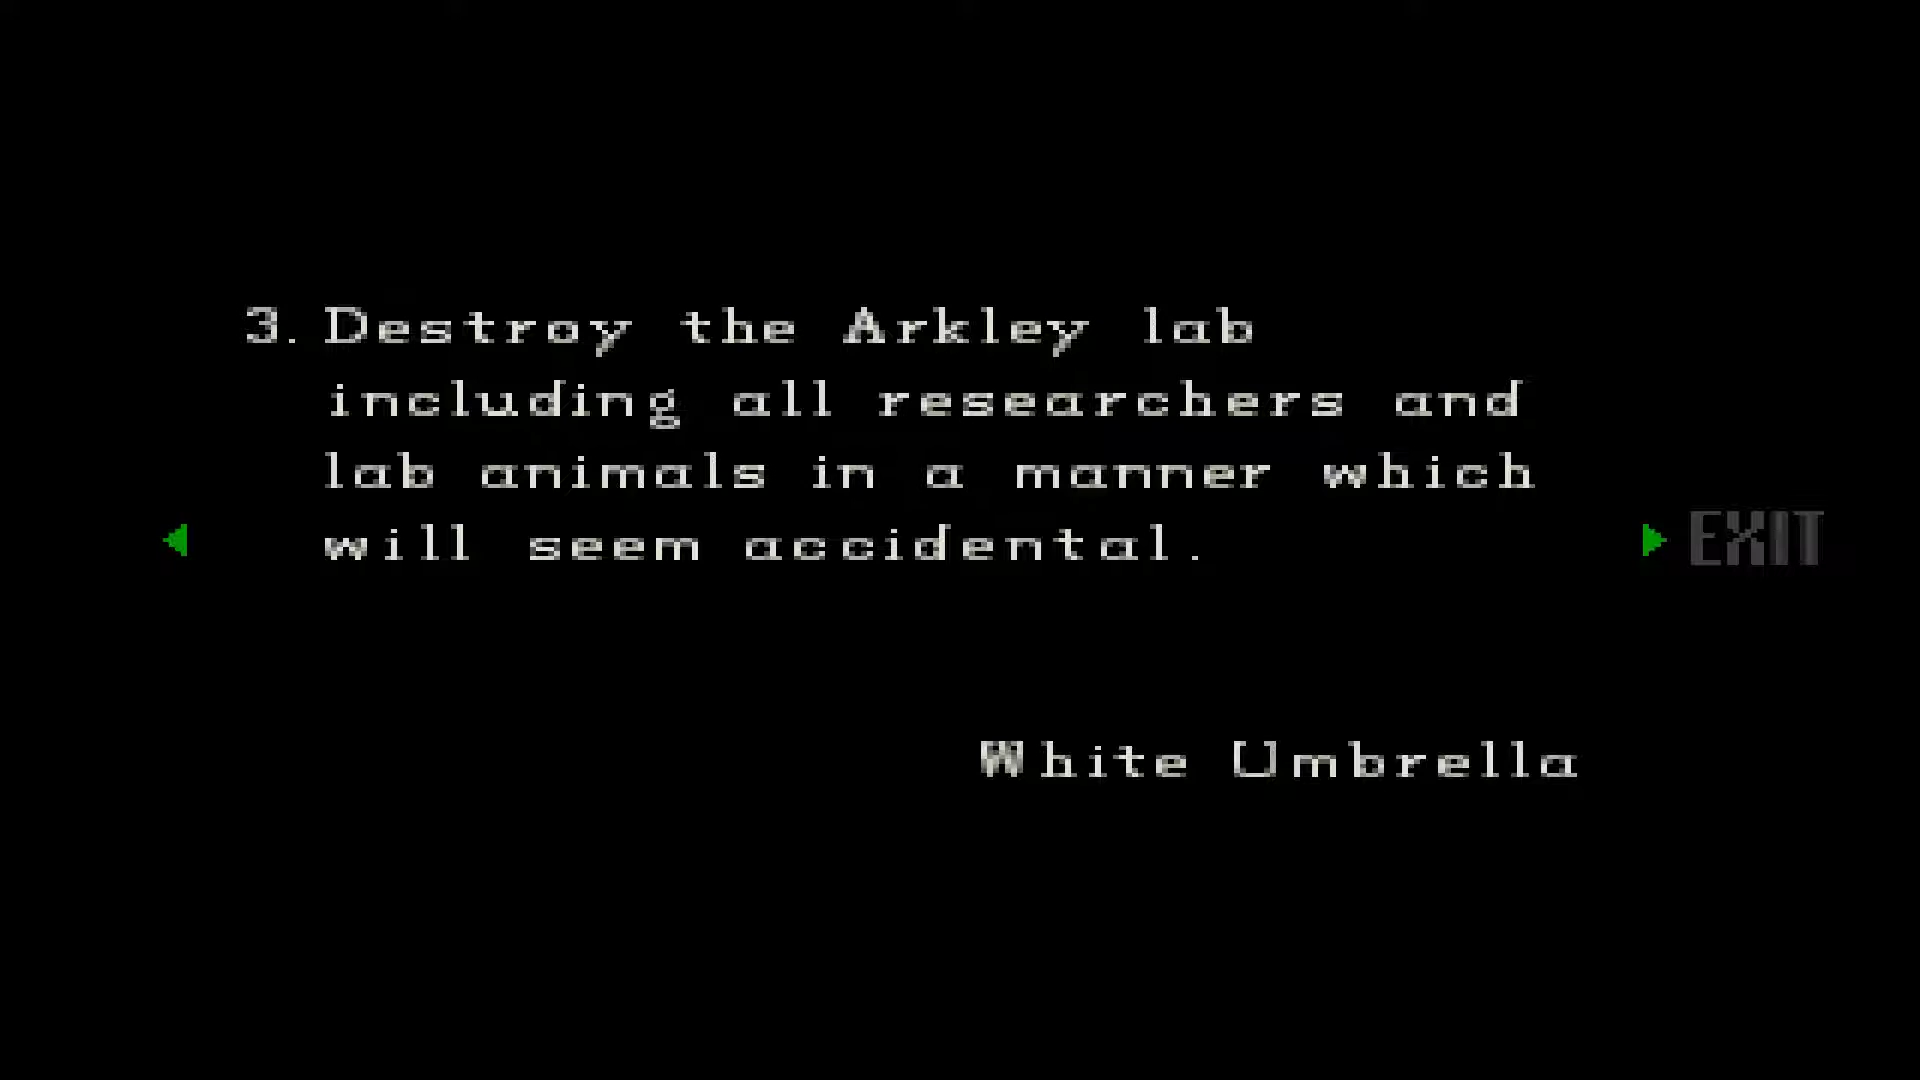 3. Destroy the Arkley lab
including all researchers and
lab animals in a manner which
will seem accidental.
EXIT
White Umbrella